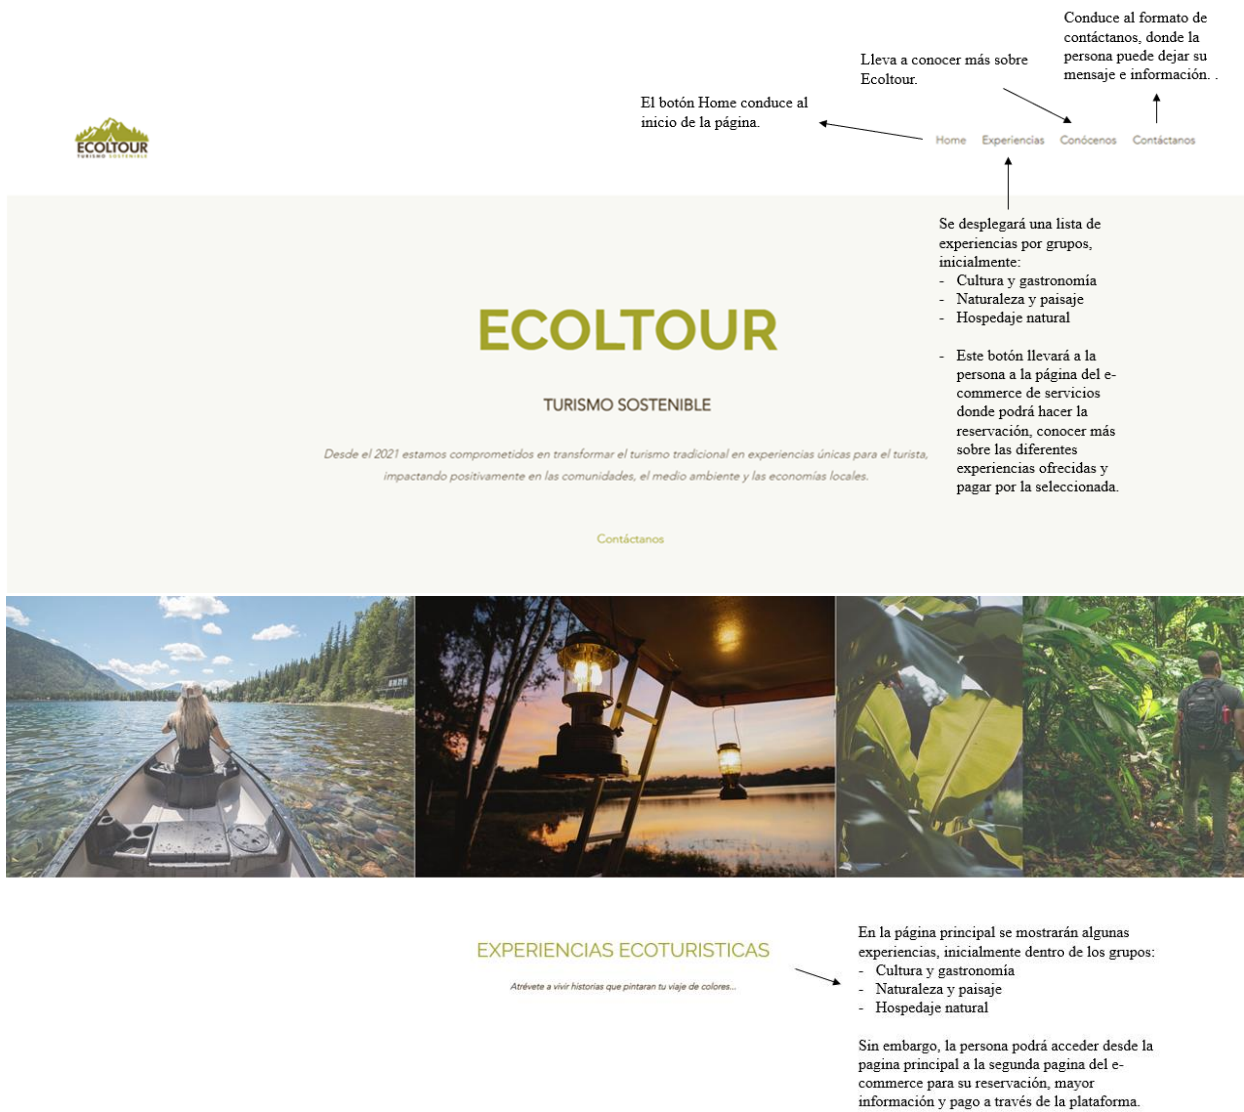 Conduce al formato de
contáctanos, donde la
persona puede dejar su
mensaje e información. .
Lleva a conocer más sobre
Ecoltour.
El botón Home conduce al
inicio de la página.
ECOLTOUR
TURISMO SOSTENIBLE
Home Experiencias Conócenos Contáctanos
Se desplegará una lista de
experiencias por grupos,
inicialmente:
- Cultura y gastronomía
- Naturaleza y paisaje
- Hospedaje natural
- Este botón llevará a la
persona a la página del e-
commerce de servicios
donde podrá hacer la
reservación, conocer más
sobre las diferentes
experiencias ofrecidas y
pagar por la seleccionada.
ECOLTOUR
TURISMO SOSTENIBLE
Desde el 2021 estamos comprometidos en transformar el turismo tradicional en experiencias únicas para el turista,
impactando positivamente en las comunidades, el medio ambiente y las economías locales.
Contáctanos
EXPERIENCIAS ECOTURISTICAS
Atrévete a vivir historias que pintaran tu viaje de colores...
En la página principal se mostrarán algunas
experiencias, inicialmente dentro de los grupos:
- Cultura y gastronomía
- Naturaleza y paisaje
- Hospedaje natural
Sin embargo, la persona podrá acceder desde la
pagina principal a la segunda pagina del e-
commerce para su reservación, mayor
información y pago a través de la plataforma.